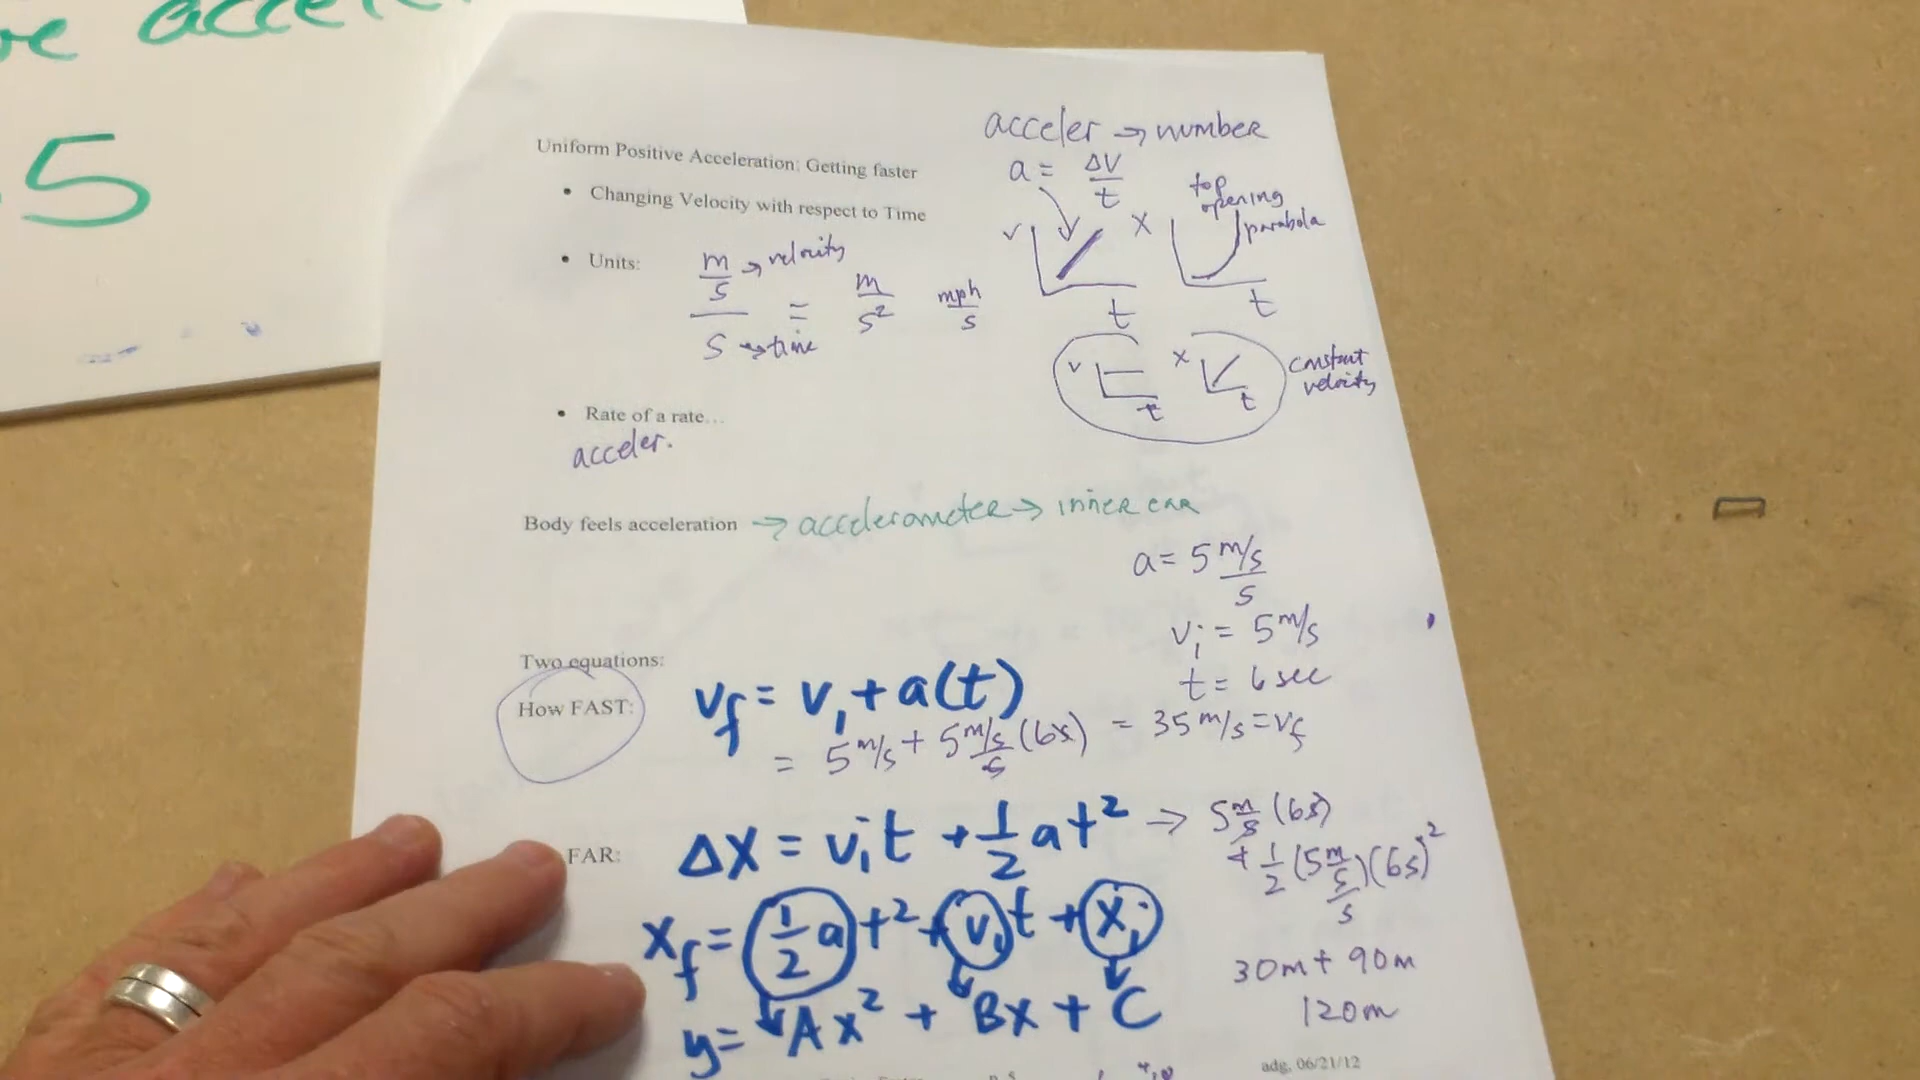 acceler
5
Uniform Positive Acceleration: Getting faster
• Changing Velocity with respect to Time
• Units:
m/s → velocity
s → time
= m/s²
mph/s
• Rate of a rate...
acceler.
acceler → number
a = ΔV/t
v
t
x
t
top opening parabola
v
t
x
t
constant velocity
Body feels acceleration → accelerometer → inner ear
a = 5 m/s/s
vi = 5 m/s
t = 6 sec
Two equations:
How FAST:
vf = vi + a(t)
= 5 m/s + 5 m/s/s (6s) = 35 m/s = vf
FAR:
Δx = vit + 1/2 at² → 5 m/s (6s)
+ 1/2 (5 m/s/s)(6s)²
xf = 1/2 a t² + vi t + xi
30m + 90m
y = Ax² + Bx + C
120m
adg, 06/21/12